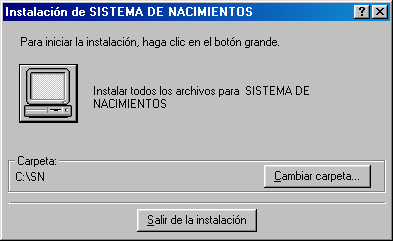 Instalación de SISTEMA DE NACIMIENTOS
Para iniciar la instalación, haga clic en el botón grande.
Instalar todos los archivos para  SISTEMA DE
NACIMIENTOS
Carpeta:
C:\SN
Cambiar carpeta...
Salir de la instalación